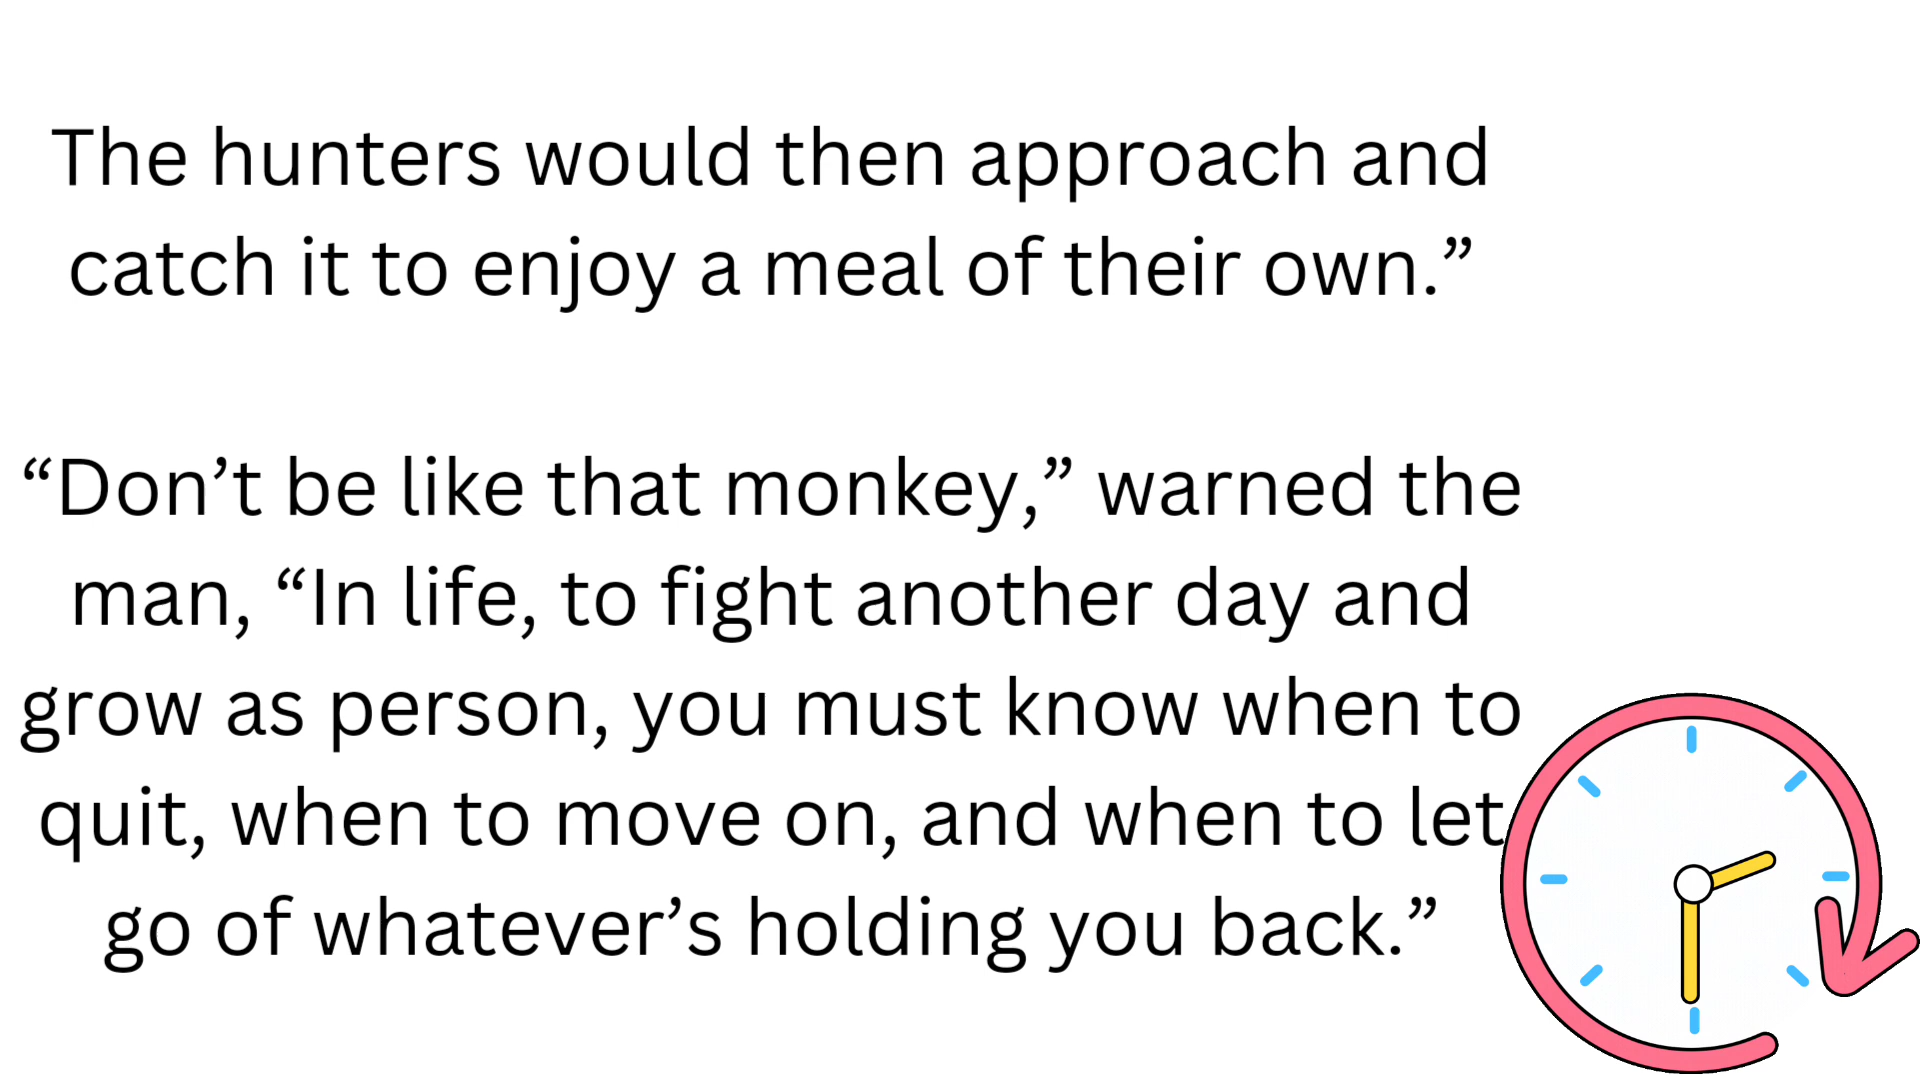 The hunters would then approach and
catch it to enjoy a meal of their own.”
“Don’t be like that monkey,” warned the
man, “In life, to fight another day and
grow as person, you must know when to
quit, when to move on, and when to let
go of whatever’s holding you back.”